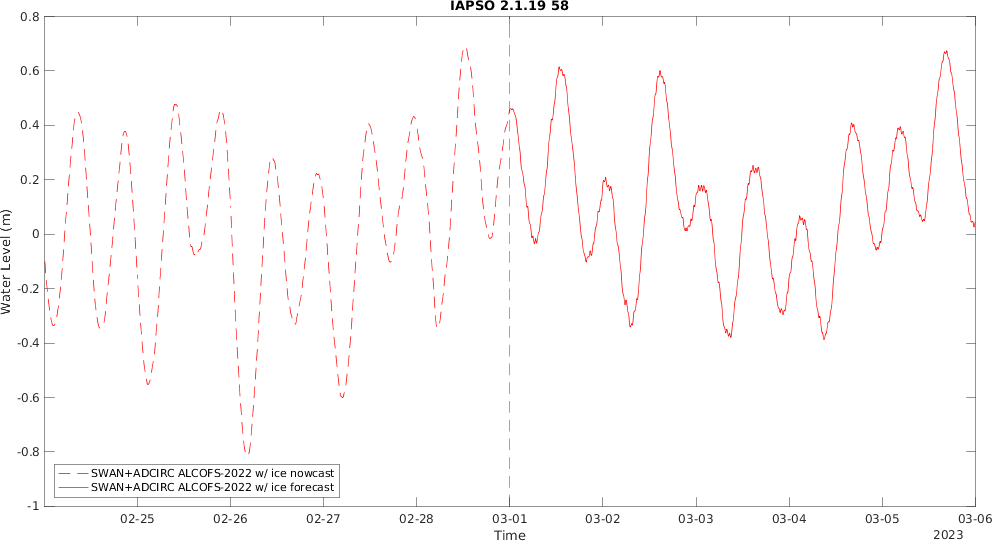 IAPSO 2.1.19 58
0.8
0.6
0.4
0.2
0
-0.2
-0.4
-0.6
-0.8
-1
Water Level (m)
SWAN+ADCIRC ALCOFS-2022 w/ ice nowcast
SWAN+ADCIRC ALCOFS-2022 w/ ice forecast
02-25 02-26 02-27 02-28 03-01 03-02 03-03 03-04 03-05 03-06
Time
2023